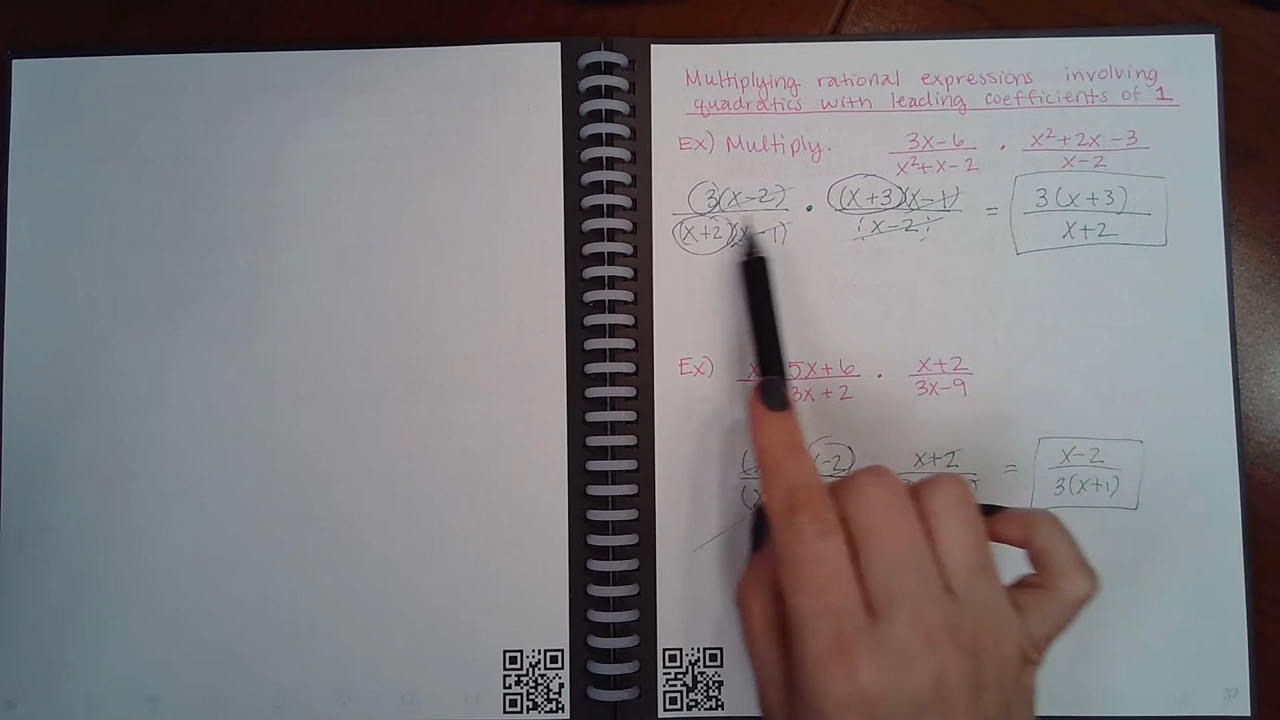 Multiplying rational expressions involving
quadratics with leading coefficients of 1
Ex) Multiply. 3x-6 / x²+x-2 · x²+2x-3 / x-2
3(x-2) / (x+2)(x-1) · (x+3)(x-1) / (x-2) = 3(x+3) / x+2
Ex) 5x+6 / 3x+2 · x+2 / 3x-9
x-2) x+2 = x-2 / 3(x+1)
37